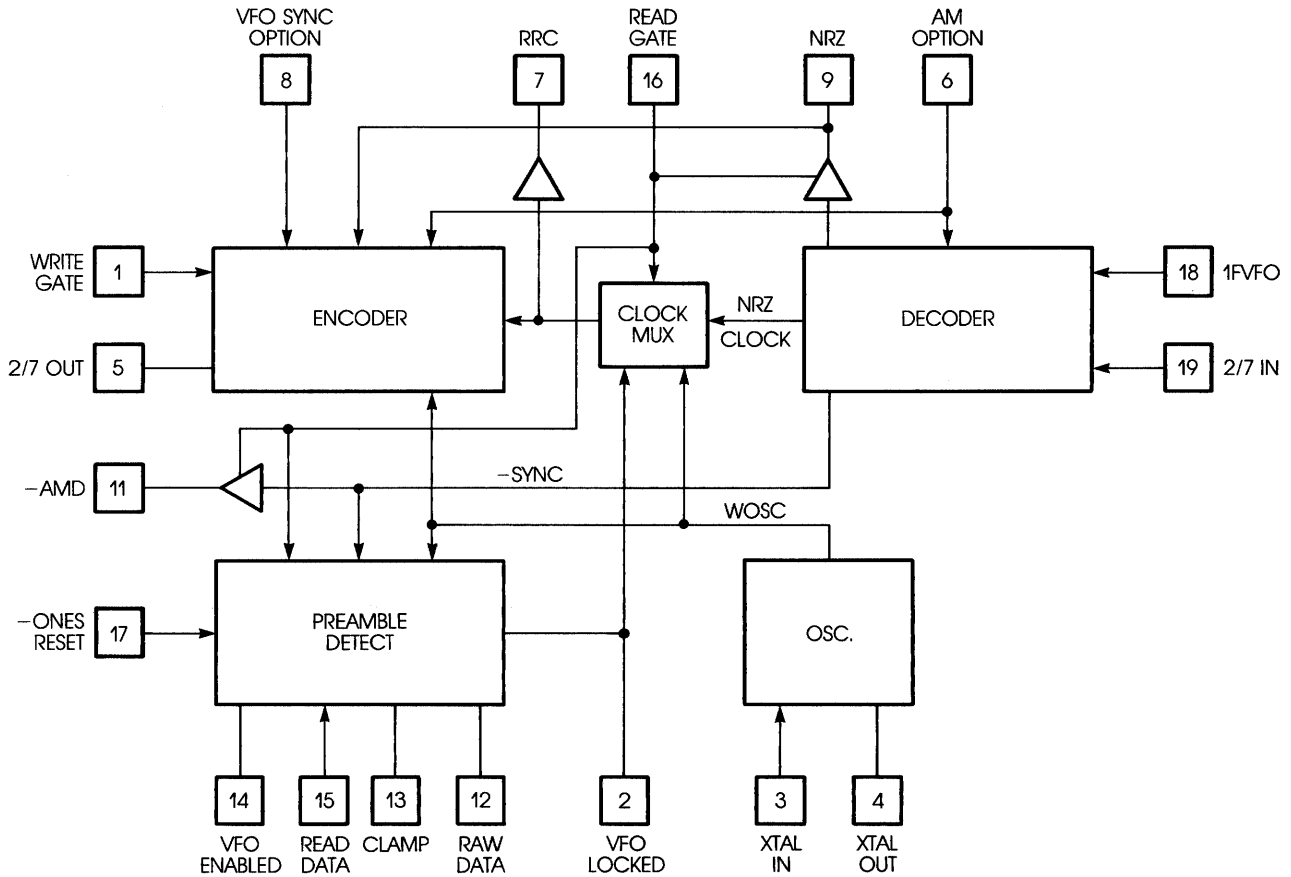 VFO SYNC
OPTION
8
RRC
7
READ
GATE
16
NRZ
9
AM
OPTION
6
WRITE
GATE
1
2/7 OUT
5
ENCODER
CLOCK
MUX
NRZ
CLOCK
DECODER
18
1FVFO
19
2/7 IN
–AMD
11
–SYNC
WOSC
–ONES
RESET
17
PREAMBLE
DETECT
OSC.
14
VFO
ENABLED
15
READ
DATA
13
CLAMP
12
RAW
DATA
2
VFO
LOCKED
3
XTAL
IN
4
XTAL
OUT